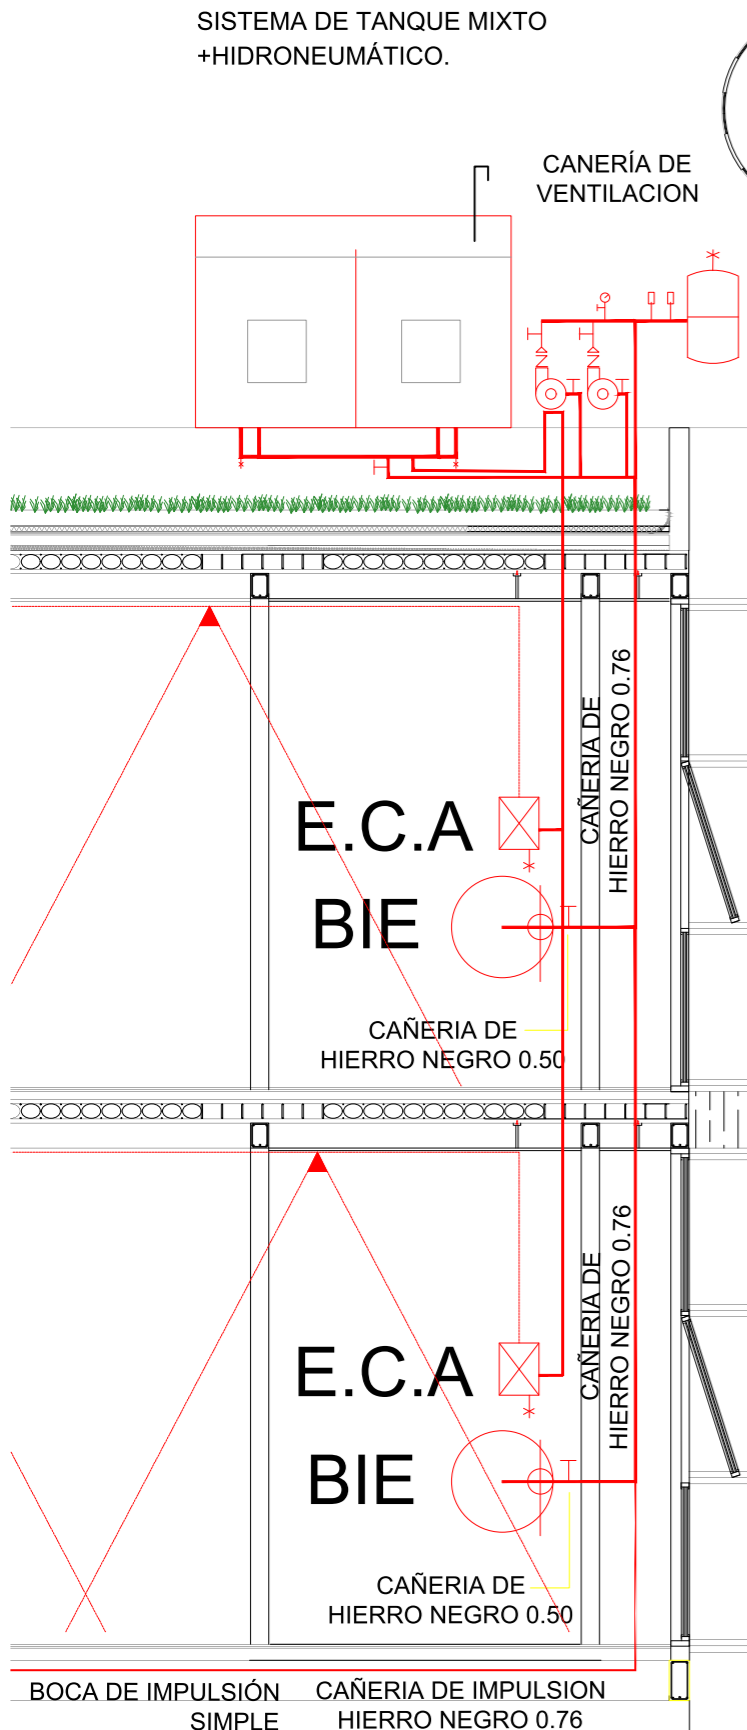 SISTEMA DE TANQUE MIXTO
+HIDRONEUMÁTICO.
CANERÍA DE
VENTILACION
CAÑERIA DE
HIERRO NEGRO 0.76
E.C.A
BIE
CAÑERIA DE
HIERRO NEGRO 0.50
CAÑERIA DE
HIERRO NEGRO 0.76
E.C.A
BIE
CAÑERIA DE
HIERRO NEGRO 0.50
BOCA DE IMPULSIÓN
SIMPLE
CAÑERIA DE IMPULSION
HIERRO NEGRO 0.76